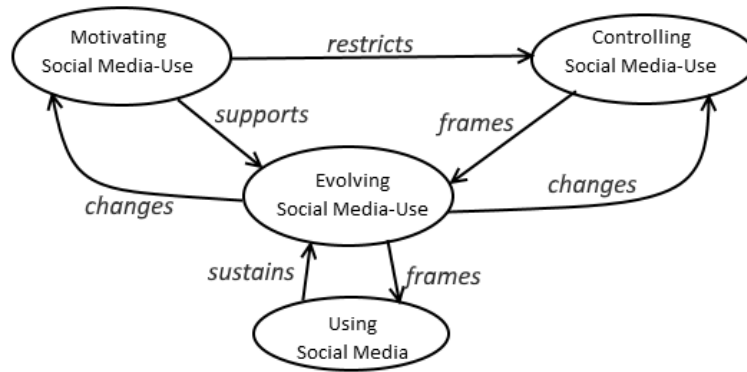 Motivating
Social Media-Use
restricts
Controlling
Social Media-Use
supports
frames
Evolving
Social Media-Use
changes
changes
sustains
frames
Using
Social Media